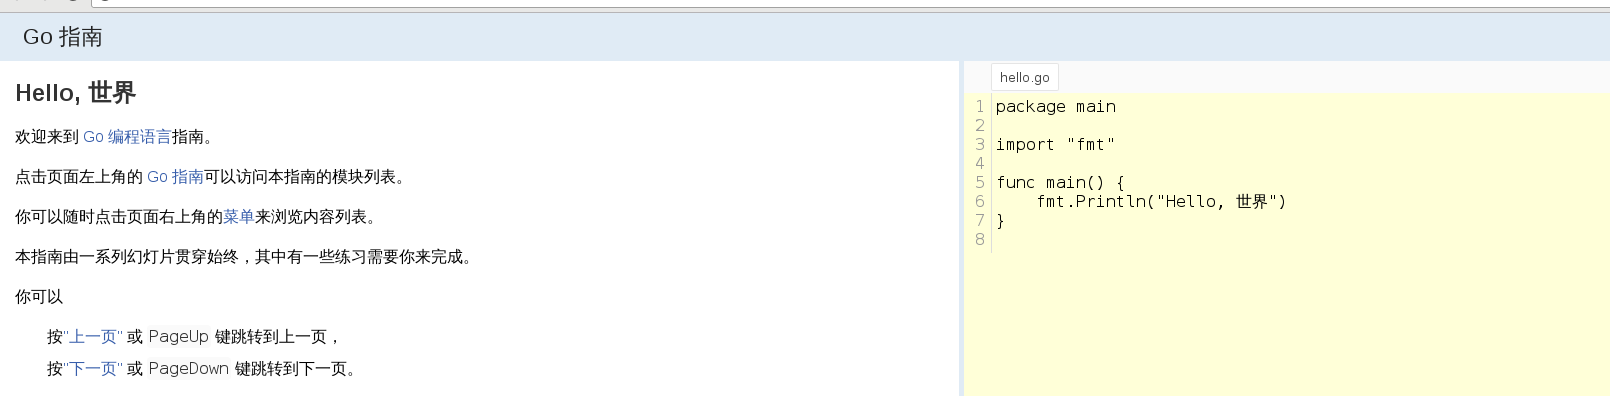 Go 指南
Hello, 世界
欢迎来到 Go 编程语言指南。
点击页面左上角的 Go 指南可以访问本指南的模块列表。
你可以随时点击页面右上角的菜单来浏览内容列表。
本指南由一系列幻灯片贯穿始终，其中有一些练习需要你来完成。
你可以
按"上一页" 或 PageUp 键跳转到上一页，
按"下一页" 或 PageDown 键跳转到下一页。
hello.go
1 package main
2
3 import "fmt"
4
5 func main() {
6     fmt.Println("Hello, 世界")
7 }
8